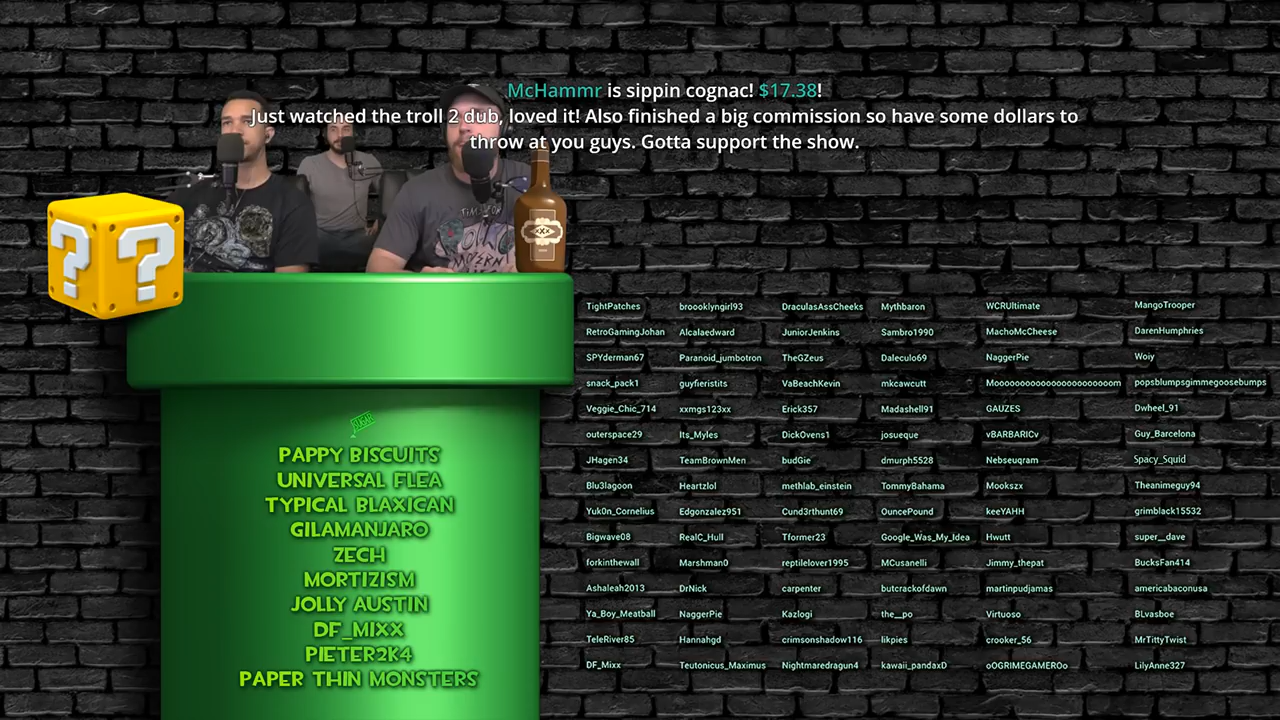 McHammr is sippin cognac! $17.38!
Just watched the troll 2 dub, loved it! Also finished a big commission so have some dollars to
throw at you guys. Gotta support the show.
XXX
PAPPY BISCUITS
UNIVERSAL FLEA
TYPICAL BLAXICAN
GILAMANJARO
ZECH
MORTIZISM
JOLLY AUSTIN
DF_MIXX
PIETER2K4
PAPER THIN MONSTERS
TightPatches broooklyngirl93 DraculasAssCheeks Mythbaron WCRUltimate MangoTrooper
RetroGamingJohan Alcalaedward JuniorJenkins Sambro1990 MachoMcCheese DarenHumphries
SPYderman67 Paranoid_jumbotron TheGZeus Daleculo69 NaggerPie Woiy
snack_pack1 guyfieristits VaBeachKevin mkcawcutt Mooooooooooooooooooooooom popsblumpsgimmegoosebumps
Veggie_Chic_714 xxmgs123xx Erick357 Madashell91 GAUZES Dwheel_91
outerspace29 Its_Myles DickOvens1 josueque vBARBARICv Guy_Barcelona
JHagen34 TeamBrownMen budGie dmurph5528 Nebseuqram Spacy_Squid
Blu3lagoon Heartzlol methlab_einstein TommyBahama Mookszx Theanimeguy94
Yuk0n_Cornelius Edgonzalez951 Cund3rthunt69 OuncePound keeYAHH grimblack15532
Bigwave08 RealC_Hull Tformer23 Google_Was_My_Idea Hwutt super__dave
forkinthewall Marshman0 reptilelover1995 MCusanelli Jimmy_thepat BucksFan414
Ashaleah2013 DrNick carpenter butcrackofdawn martinpudjamas americabaconusa
Ya_Boy_Meatball NaggerPie Kazlogi the__po Virtuoso BLvasboe
TeleRiver85 Hannahgd crimsonshadow116 likpies crooker_56 MrTittyTwist
DF_Mixx Teutonicus_Maximus Nightmaredragun4 kawaii_pandaxD oOGRIMEGAMEROo LilyAnne327